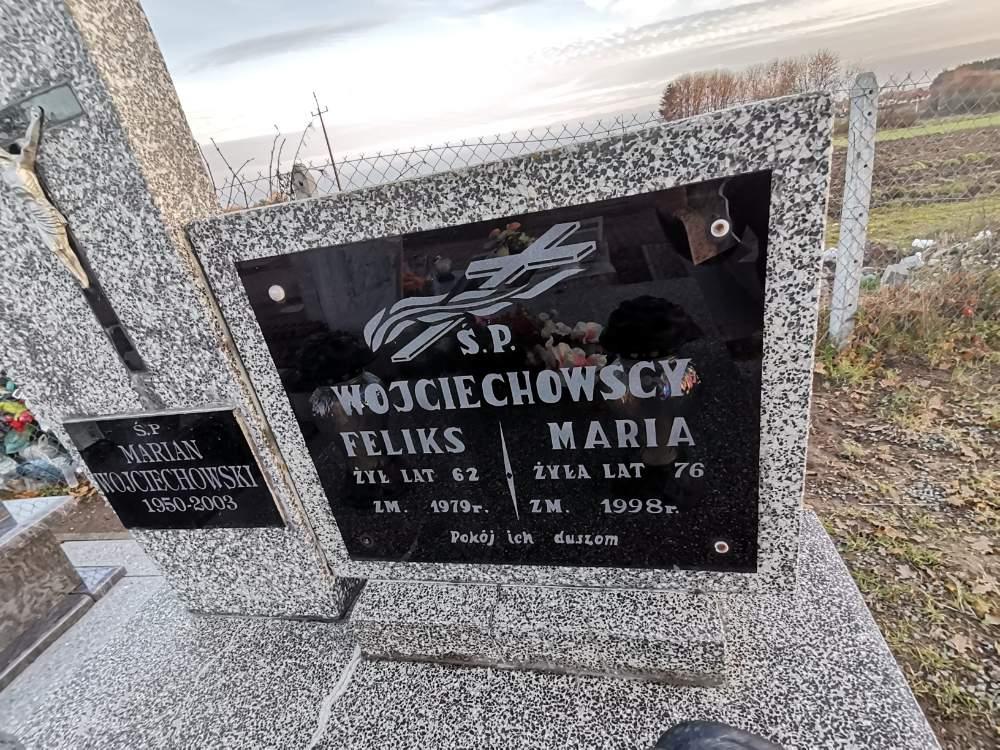 Ś.P
MARIAN
WOJCIECHOWSKI
1950-2003
Ś.P.
WOJCIECHOWSCY
FELIKS MARIA
ŻYŁ LAT 62 ŻYŁA LAT 76
ZM. 1979r. ZM. 1998r.
Pokój ich duszom